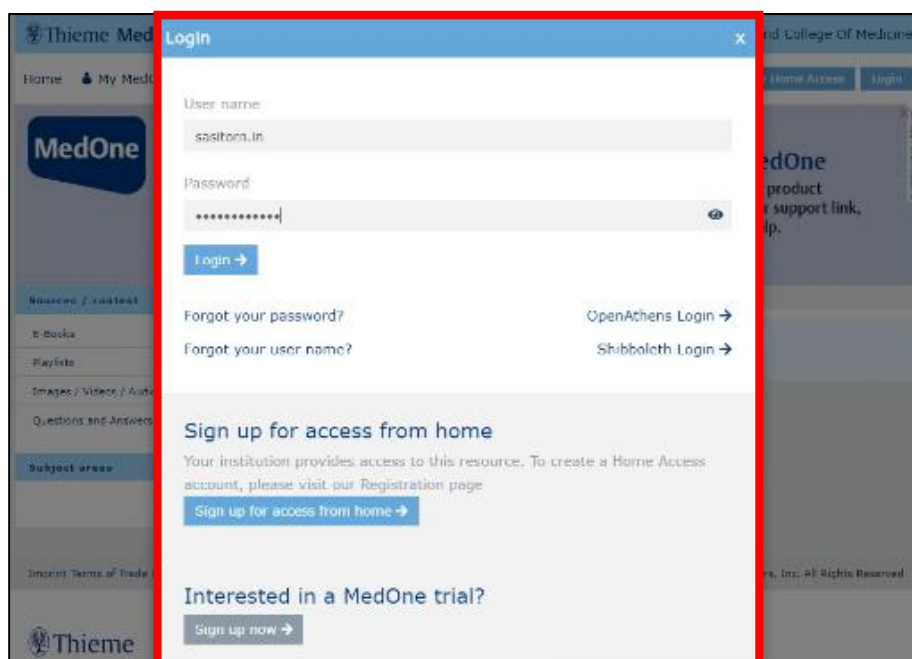 Thieme Med
nd College Of Medicine
Home My MedO
Home Access Login
MedOne
edOne
product
r support link,
lp.
Login x
User name
sasitorn.in
Password
••••••••••••
Login →
Forgot your password? OpenAthens Login →
Forgot your user name? Shibboleth Login →
Sources / content
E-Books
Playlists
Images / Videos / Audio
Questions and Answers
Subject areas
Sign up for access from home
Your institution provides access to this resource. To create a Home Access
account, please visit our Registration page
Sign up for access from home →
Interested in a MedOne trial?
Sign up now →
Imprint Terms of Trade
rs, Inc. All Rights Reserved
Thieme